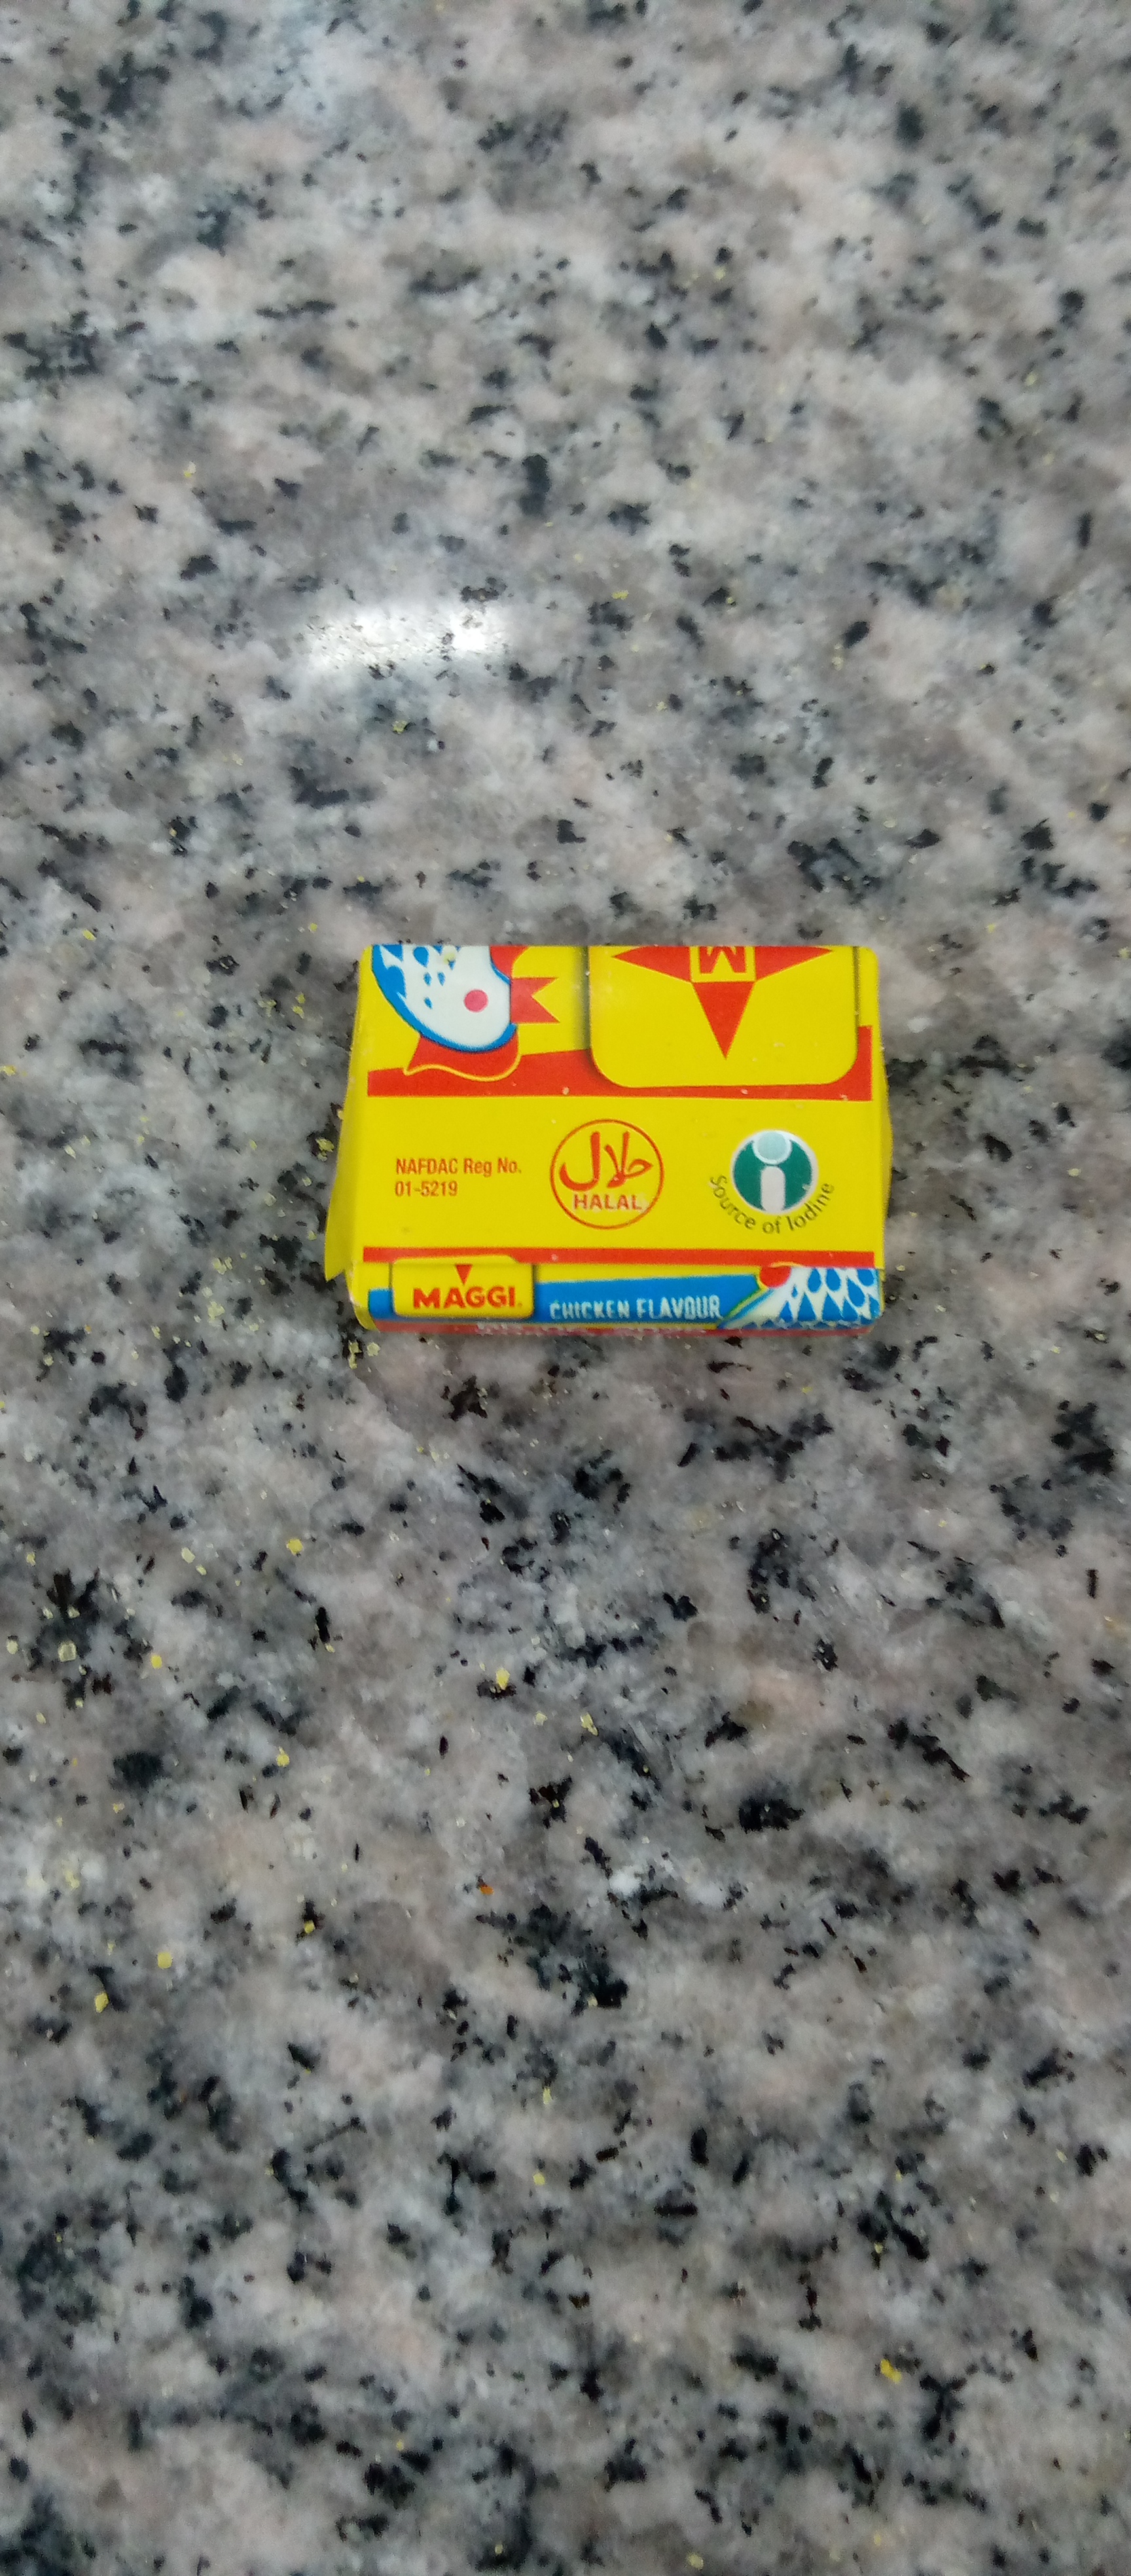 M
NAFDAC Reg No.
01-5219
حلال
HALAL
Source of Iodine
MAGGI
CHICKEN FLAVOUR